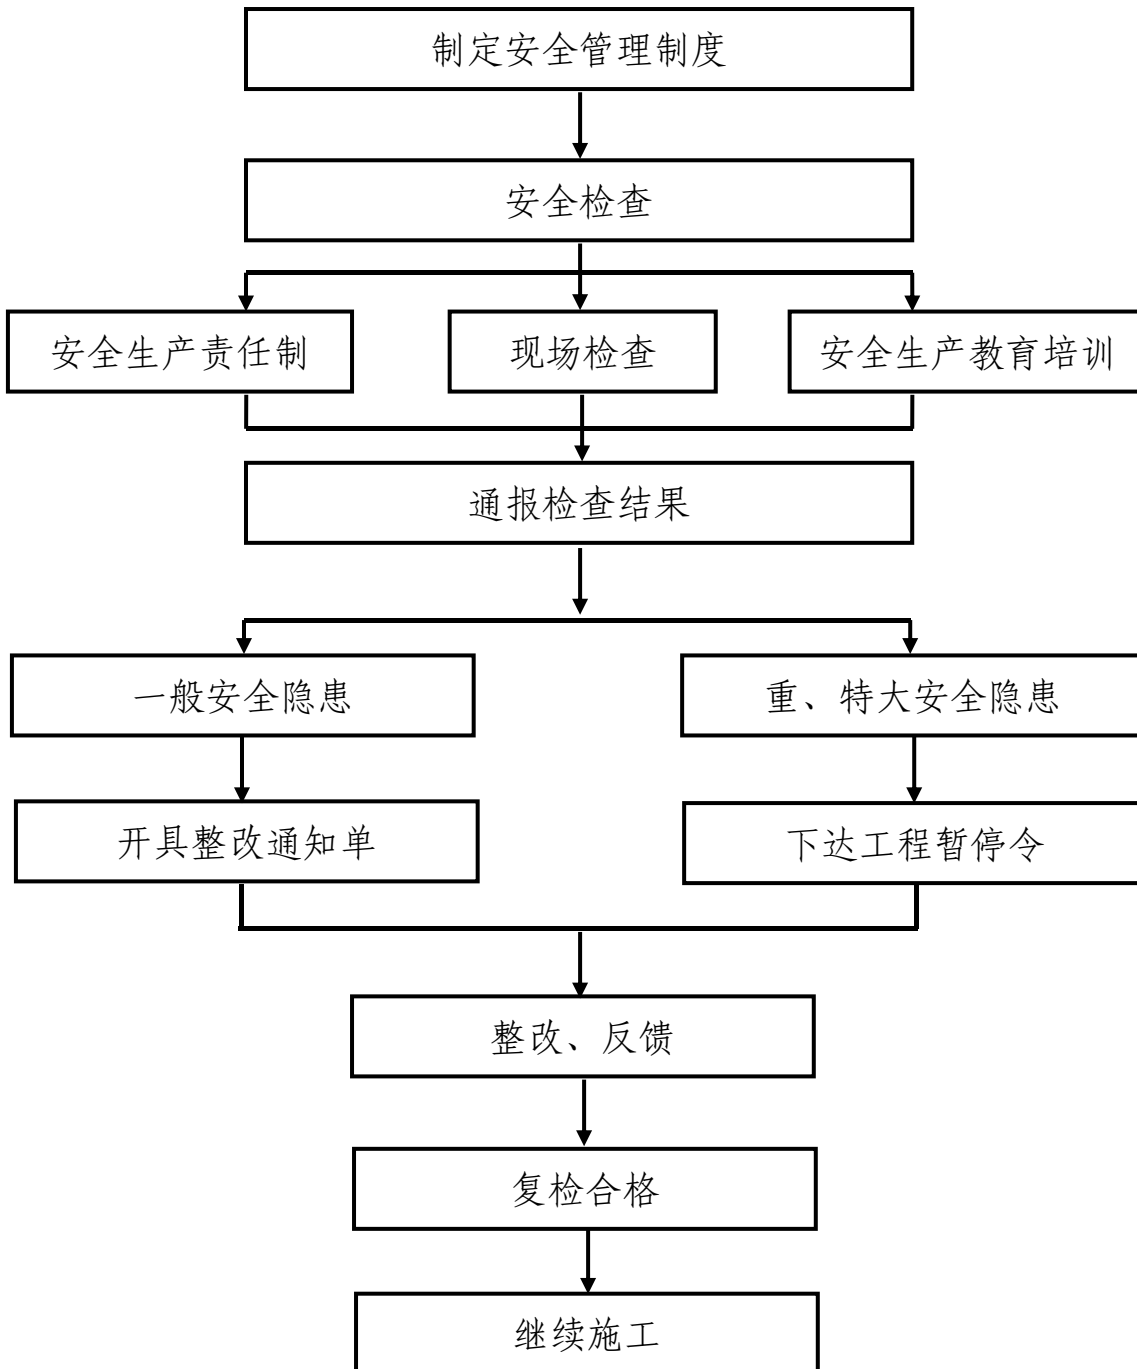 制定安全管理制度
安全检查
安全生产责任制
现场检查
安全生产教育培训
通报检查结果
一般安全隐患
重、特大安全隐患
开具整改通知单
下达工程暂停令
整改、反馈
复检合格
继续施工